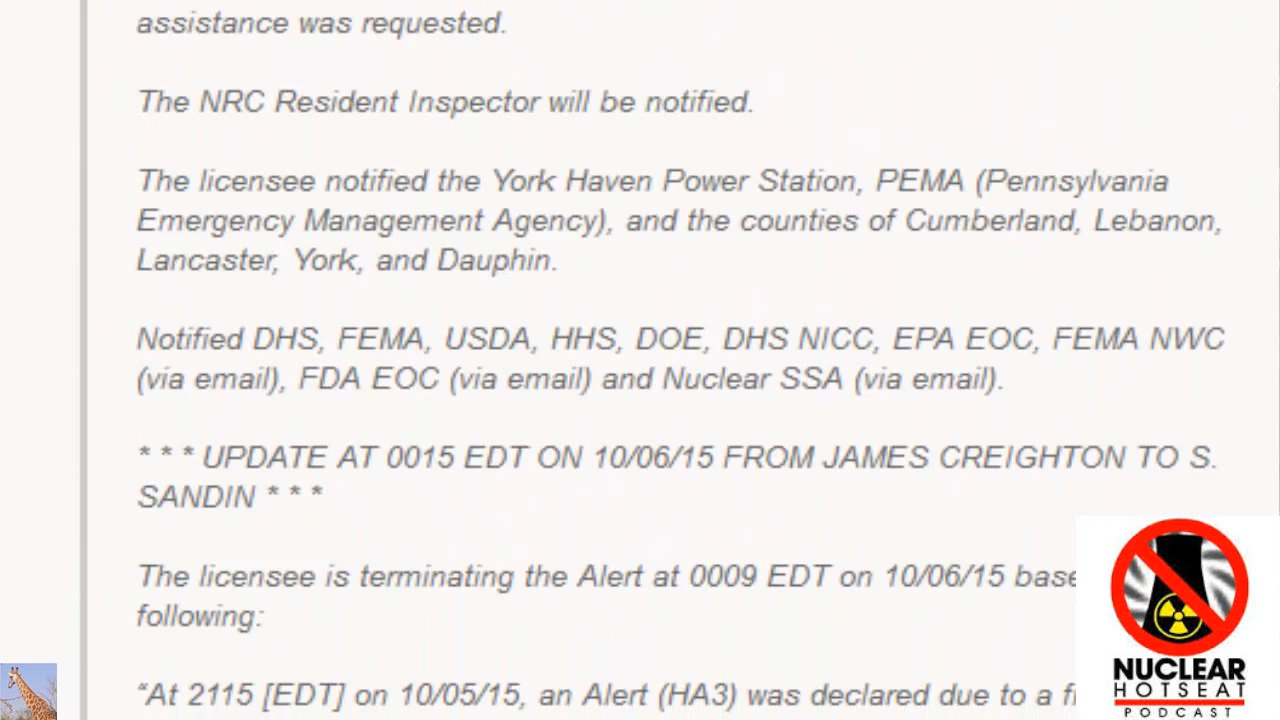 assistance was requested.
The NRC Resident Inspector will be notified.
The licensee notified the York Haven Power Station, PEMA (Pennsylvania
Emergency Management Agency), and the counties of Cumberland, Lebanon,
Lancaster, York, and Dauphin.
Notified DHS, FEMA, USDA, HHS, DOE, DHS NICC, EPA EOC, FEMA NWC
(via email), FDA EOC (via email) and Nuclear SSA (via email).
* * * UPDATE AT 0015 EDT ON 10/06/15 FROM JAMES CREIGHTON TO S.
SANDIN * * *
The licensee is terminating the Alert at 0009 EDT on 10/06/15
following:
“At 2115 [EDT] on 10/05/15, an Alert (HA3) was declared due to a
NUCLEAR
HOTSEAT
PODCAST